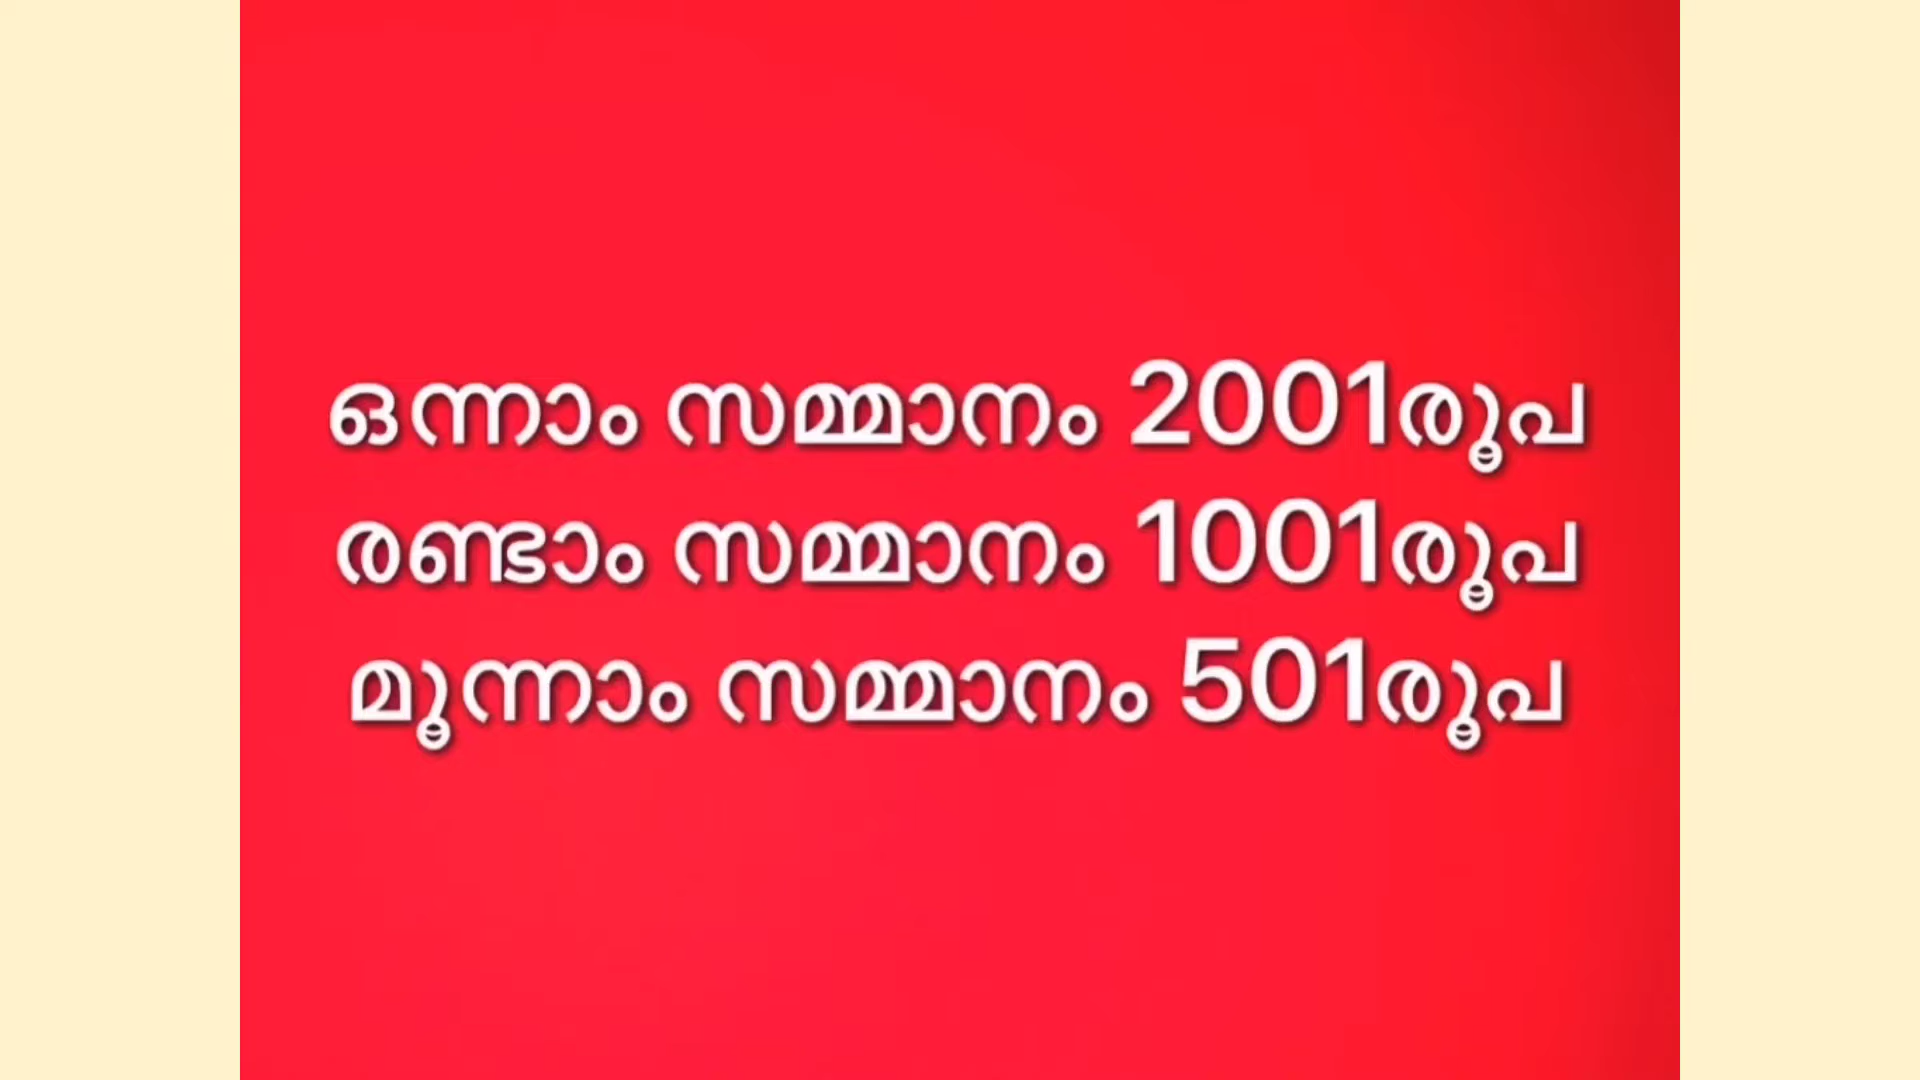 ഒന്നാം സമ്മാനം 2001രൂപ
രണ്ടാം സമ്മാനം 1001രൂപ
മൂന്നാം സമ്മാനം 501രൂപ